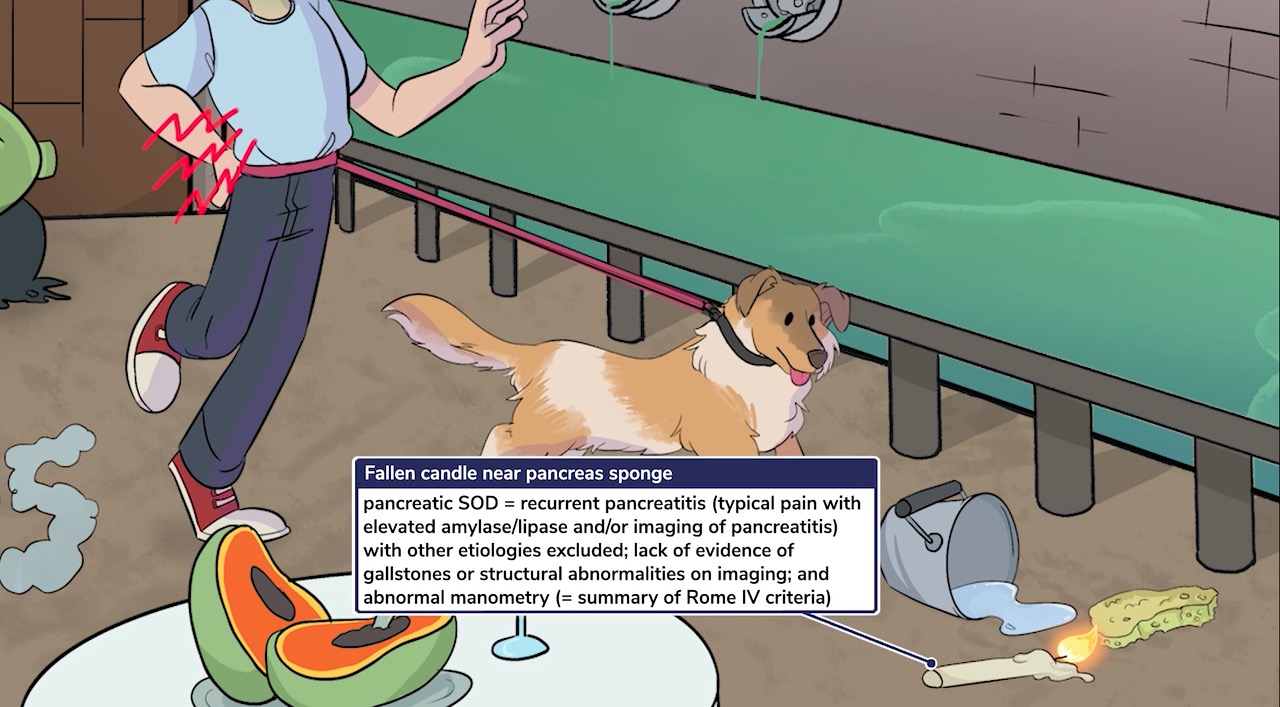 Fallen candle near pancreas sponge
pancreatic SOD = recurrent pancreatitis (typical pain with
elevated amylase/lipase and/or imaging of pancreatitis)
with other etiologies excluded; lack of evidence of
gallstones or structural abnormalities on imaging; and
abnormal manometry (= summary of Rome IV criteria)